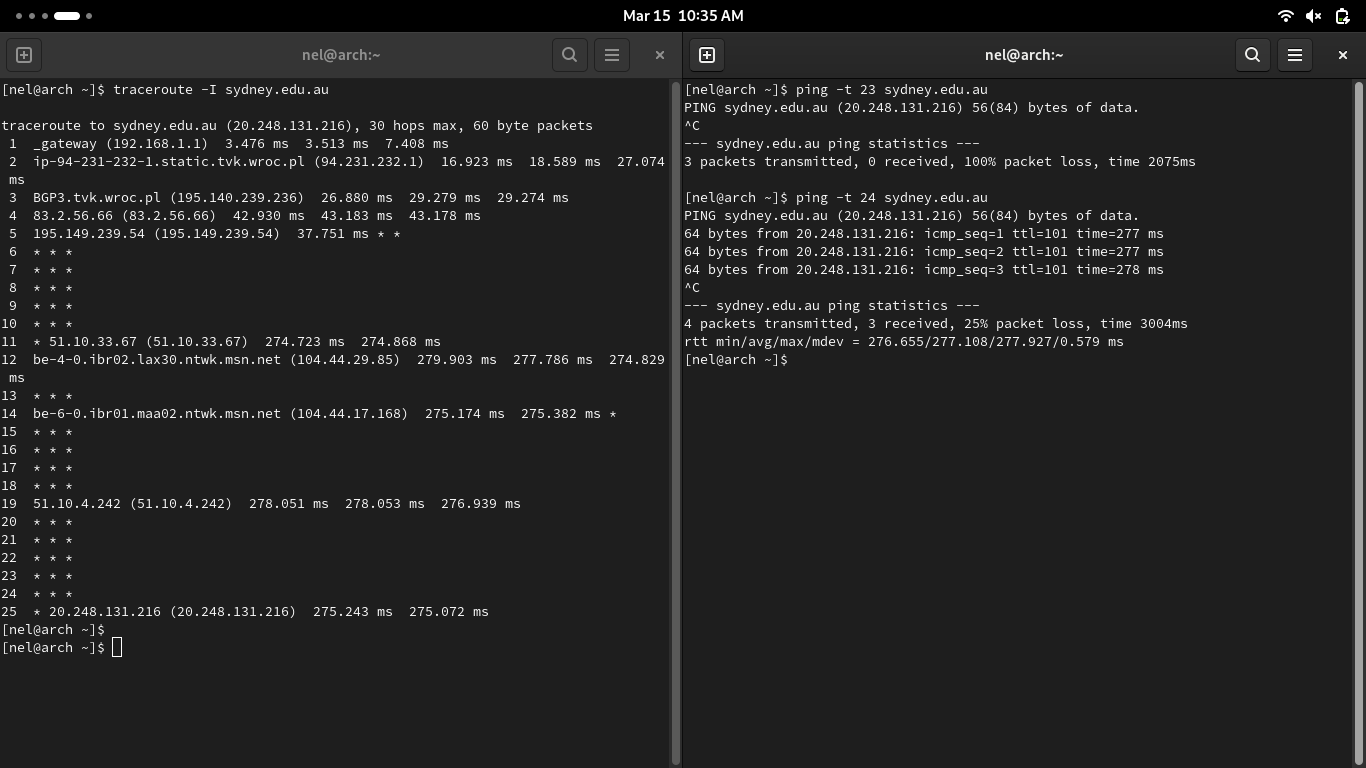 Mar 15 10:35 AM
nel@arch:~
[nel@arch ~]$ traceroute -I sydney.edu.au
traceroute to sydney.edu.au (20.248.131.216), 30 hops max, 60 byte packets
1 _gateway (192.168.1.1) 3.476 ms 3.513 ms 7.408 ms
2 ip-94-231-232-1.static.tvk.wroc.pl (94.231.232.1) 16.923 ms 18.589 ms 27.074
ms
3 BGP3.tvk.wroc.pl (195.140.239.236) 26.880 ms 29.279 ms 29.274 ms
4 83.2.56.66 (83.2.56.66) 42.930 ms 43.183 ms 43.178 ms
5 195.149.239.54 (195.149.239.54) 37.751 ms * *
6 * * *
7 * * *
8 * * *
9 * * *
10 * * *
11 * 51.10.33.67 (51.10.33.67) 274.723 ms 274.868 ms
12 be-4-0.ibr02.lax30.ntwk.msn.net (104.44.29.85) 279.903 ms 277.786 ms 274.829
ms
13 * * *
14 be-6-0.ibr01.maa02.ntwk.msn.net (104.44.17.168) 275.174 ms 275.382 ms *
15 * * *
16 * * *
17 * * *
18 * * *
19 51.10.4.242 (51.10.4.242) 278.051 ms 278.053 ms 276.939 ms
20 * * *
21 * * *
22 * * *
23 * * *
24 * * *
25 * 20.248.131.216 (20.248.131.216) 275.243 ms 275.072 ms
[nel@arch ~]$
[nel@arch ~]$
nel@arch:~
[nel@arch ~]$ ping -t 23 sydney.edu.au
PING sydney.edu.au (20.248.131.216) 56(84) bytes of data.
^C
--- sydney.edu.au ping statistics ---
3 packets transmitted, 0 received, 100% packet loss, time 2075ms
[nel@arch ~]$ ping -t 24 sydney.edu.au
PING sydney.edu.au (20.248.131.216) 56(84) bytes of data.
64 bytes from 20.248.131.216: icmp_seq=1 ttl=101 time=277 ms
64 bytes from 20.248.131.216: icmp_seq=2 ttl=101 time=277 ms
64 bytes from 20.248.131.216: icmp_seq=3 ttl=101 time=278 ms
^C
--- sydney.edu.au ping statistics ---
4 packets transmitted, 3 received, 25% packet loss, time 3004ms
rtt min/avg/max/mdev = 276.655/277.108/277.927/0.579 ms
[nel@arch ~]$